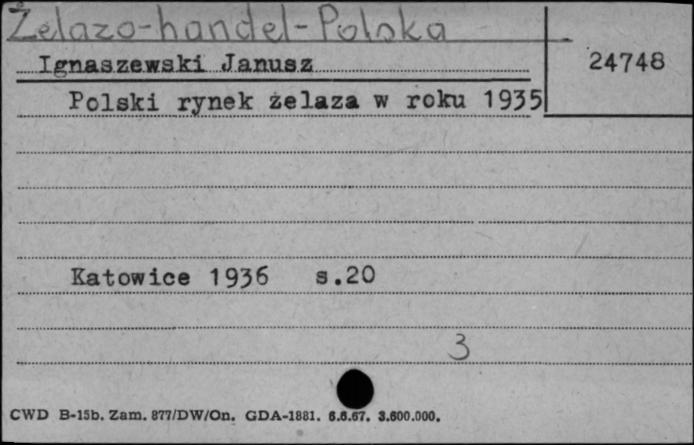 Żelazo-handel-Polska
Ignaszewski Janusz
24748
Polski rynek żelaza w roku 1935
Katowice 1936 s.20
3
CWD B-15b. Zam. 877/DW/On. GDA-1881. 6.6.67. 3.600.000.